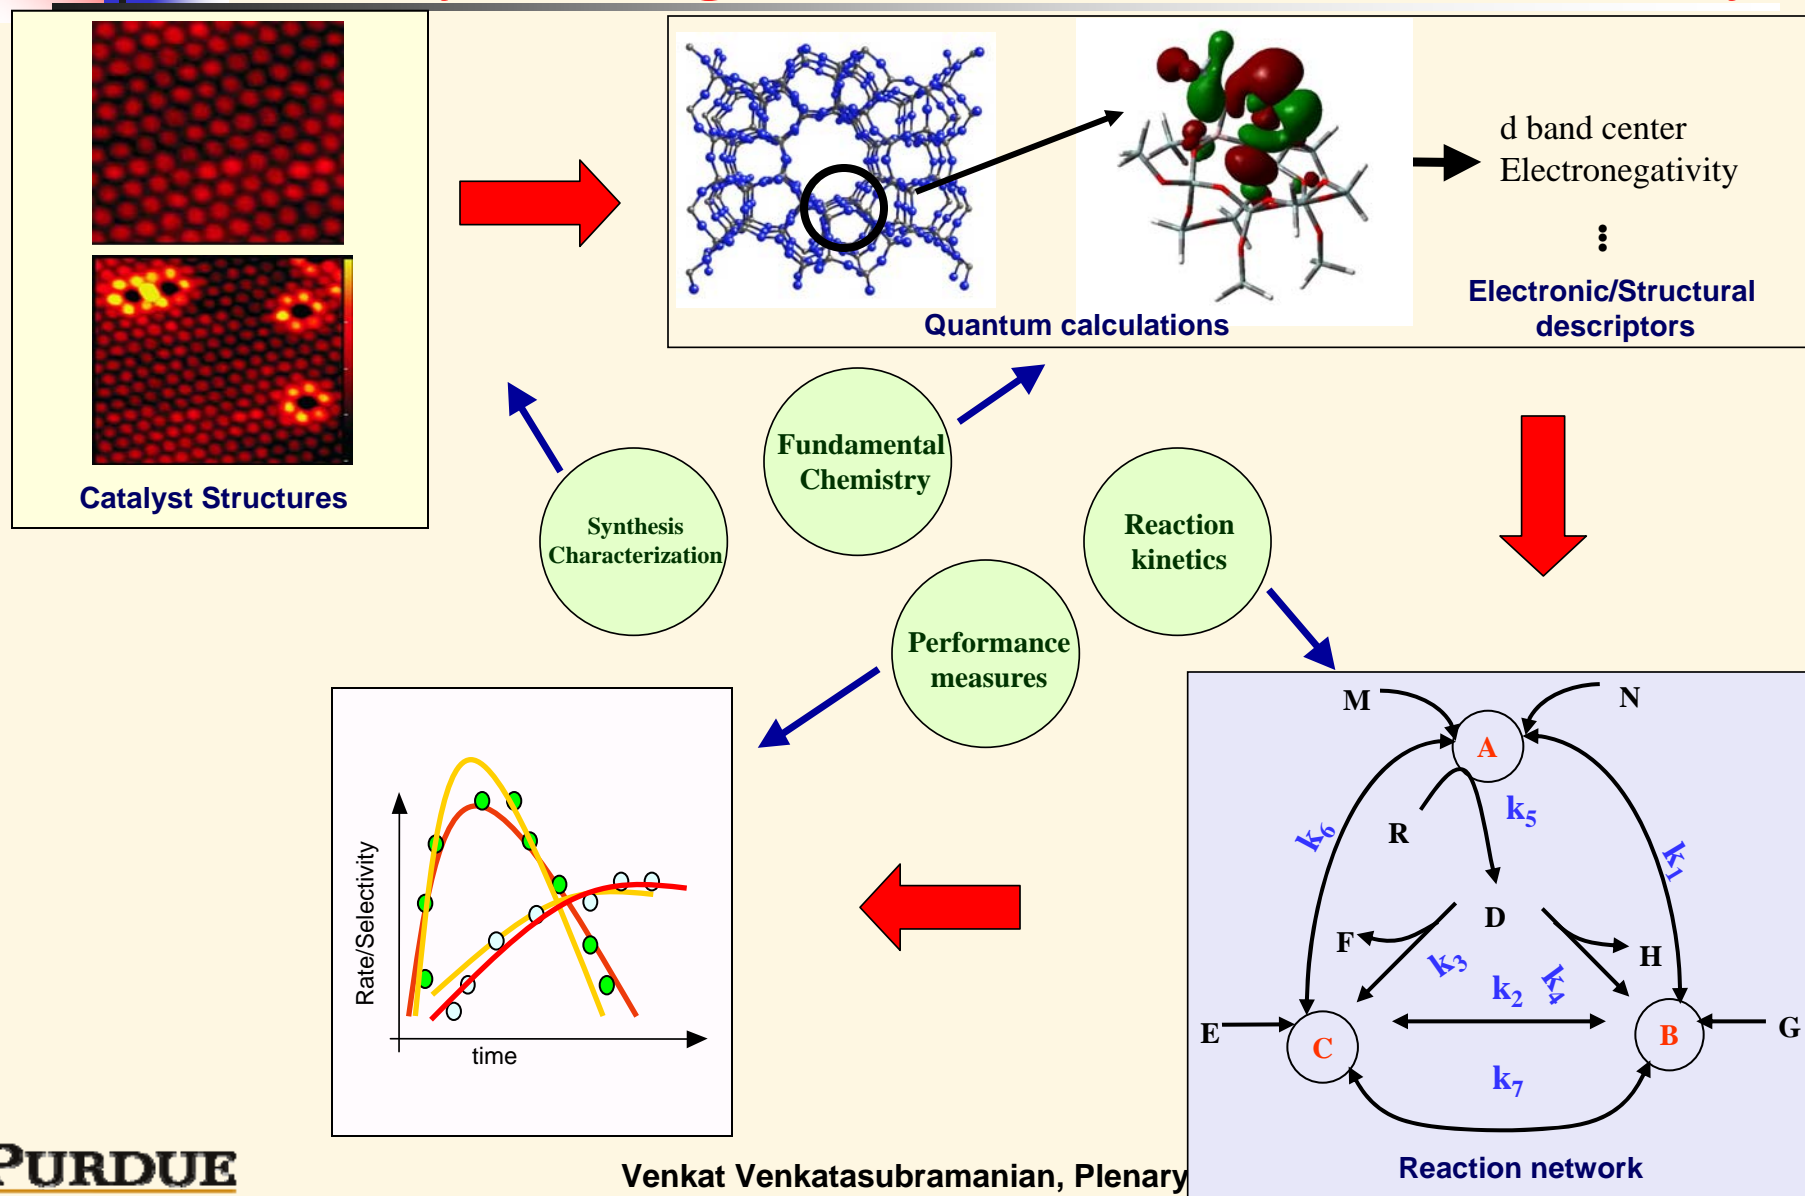 d band center
Electronegativity
Electronic/Structural
descriptors
Quantum calculations
Catalyst Structures
Fundamental
Chemistry
Synthesis
Characterization
Reaction
kinetics
Performance
measures
Rate/Selectivity
time
M
N
A
R
k5
k6
k1
D
F
H
k3
k2
k4
E
C
B
G
k7
Reaction network
PURDUE
Venkat Venkatasubramanian, Plenary